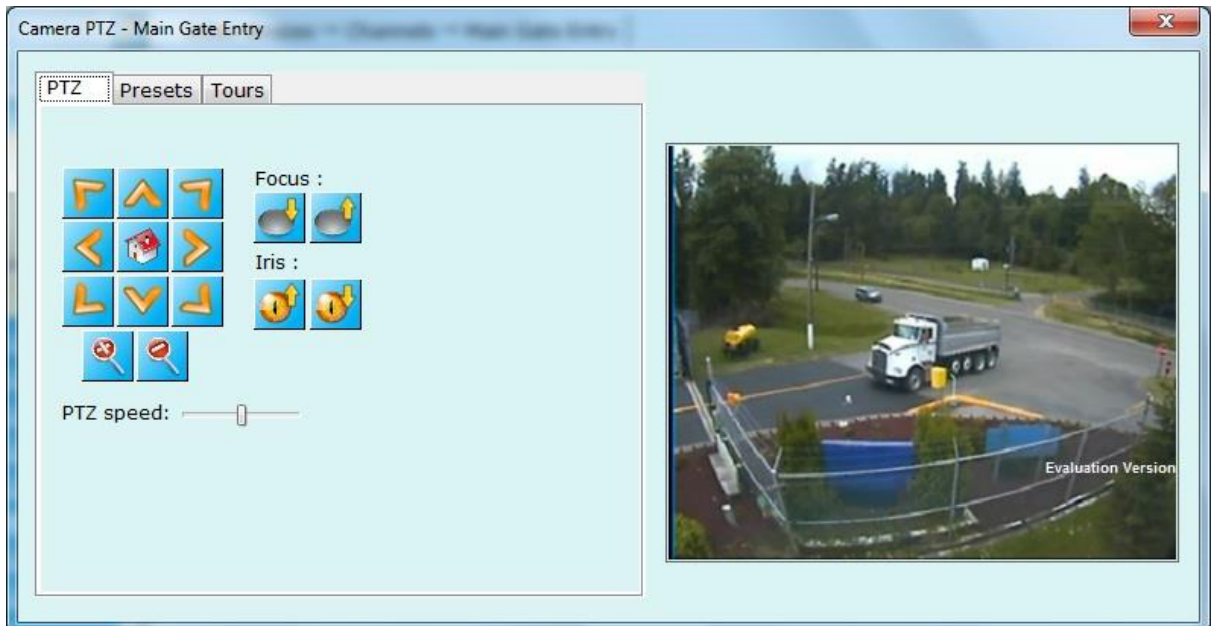 Camera PTZ - Main Gate Entry
PTZ Presets Tours
Focus :
Iris :
PTZ speed:
Evaluation Version